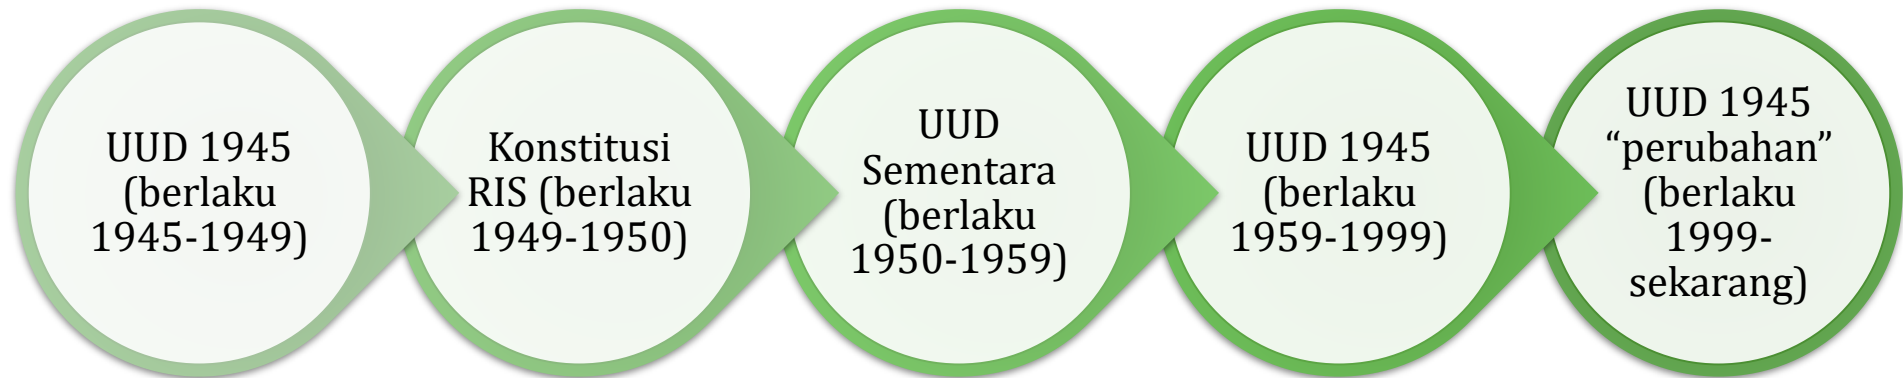 UUD 1945
(berlaku
1945-1949)
Konstitusi
RIS (berlaku
1949-1950)
UUD
Sementara
(berlaku
1950-1959)
UUD 1945
(berlaku
1959-1999)
UUD 1945
“perubahan”
(berlaku
1999-
sekarang)